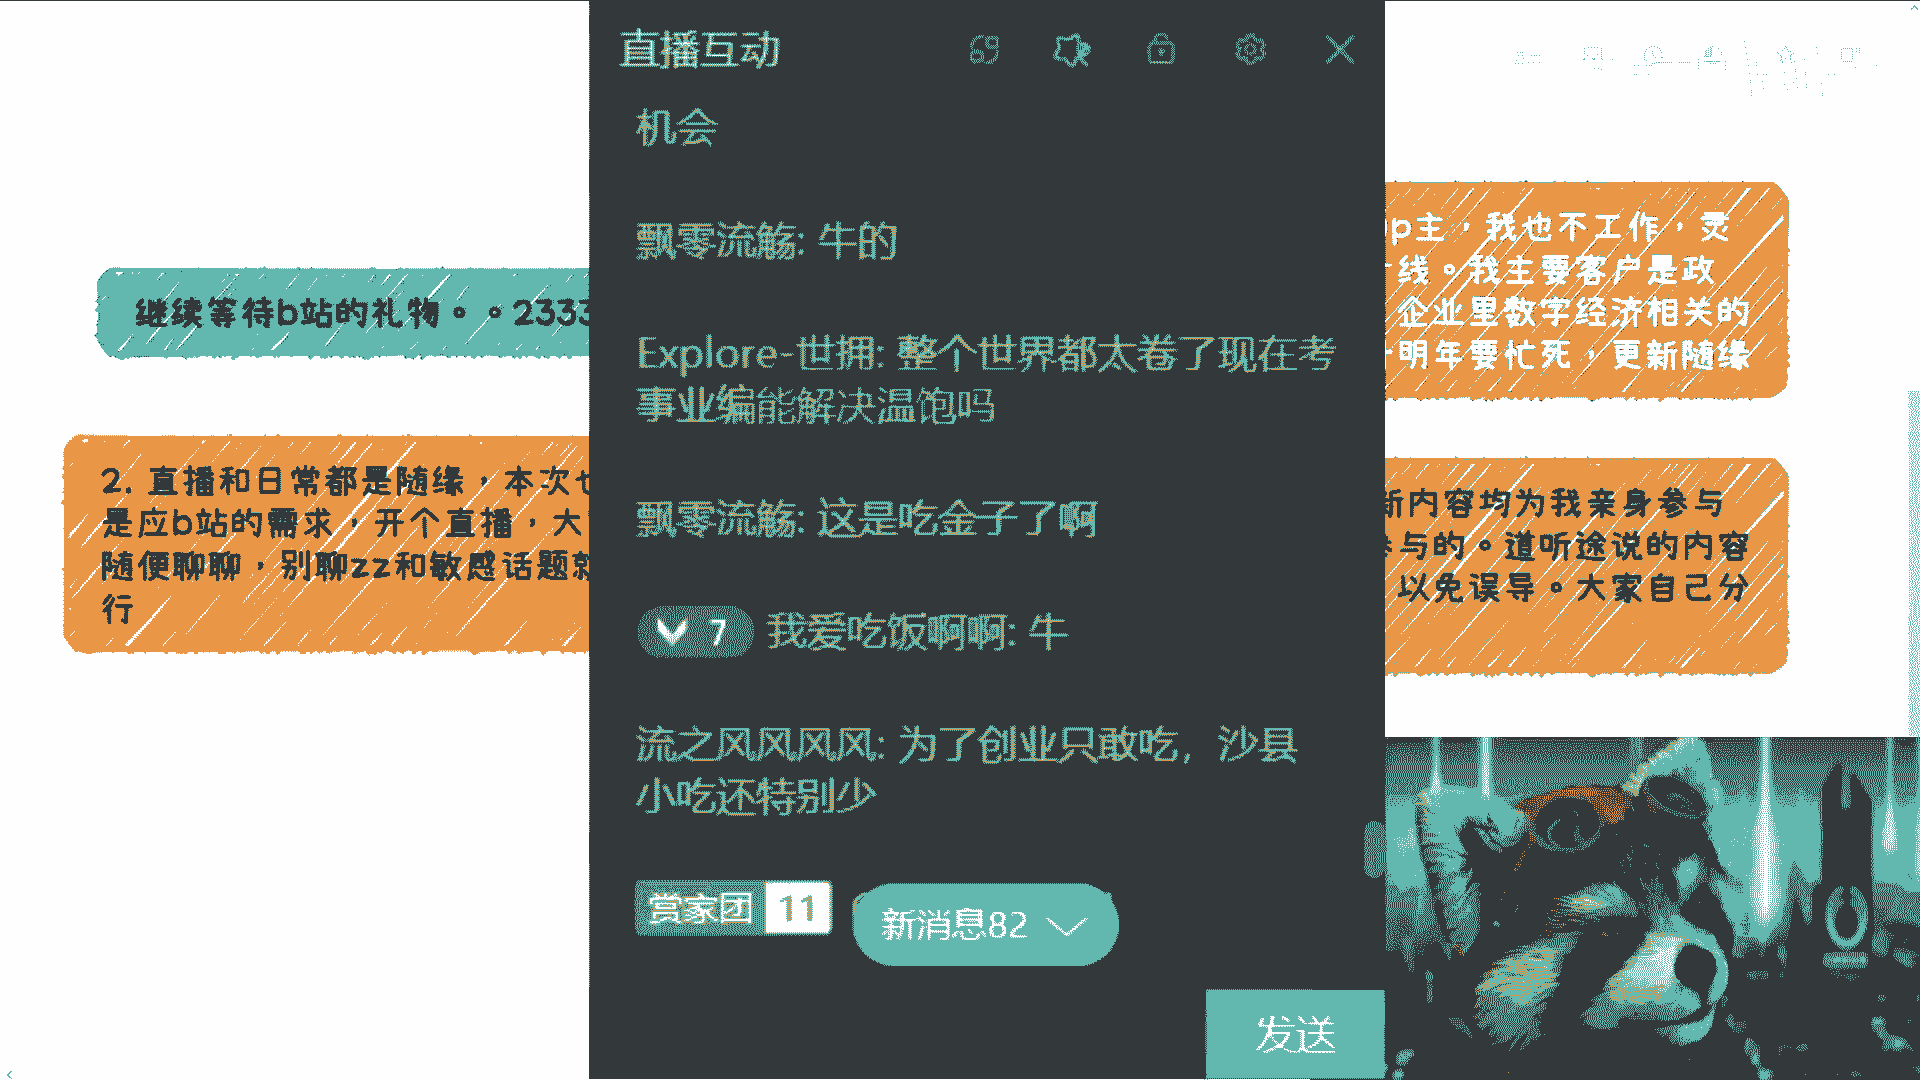 继续等待b站的礼物。。2333
2. 直播和日常都是随缘，本次也
是应b站的需求，开个直播，大
随便聊聊，别聊zz和敏感话题就
行
直播互动
机会
飘零流觞: 牛的
Explore-世拥: 整个世界都太卷了现在考
事业编能解决温饱吗
飘零流觞: 这是吃金子了啊
7 我爱吃饭啊啊: 牛
流之风风风风: 为了创业只敢吃，沙县
小吃还特别少
赏家团 11
新消息82
发送
up主，我也不工作，灵
线。我主要客户是政
企业里数字经济相关的
明年要忙死，更新随缘
新内容均为我亲身参与
参与的。道听途说的内容
以免误导。大家自己分